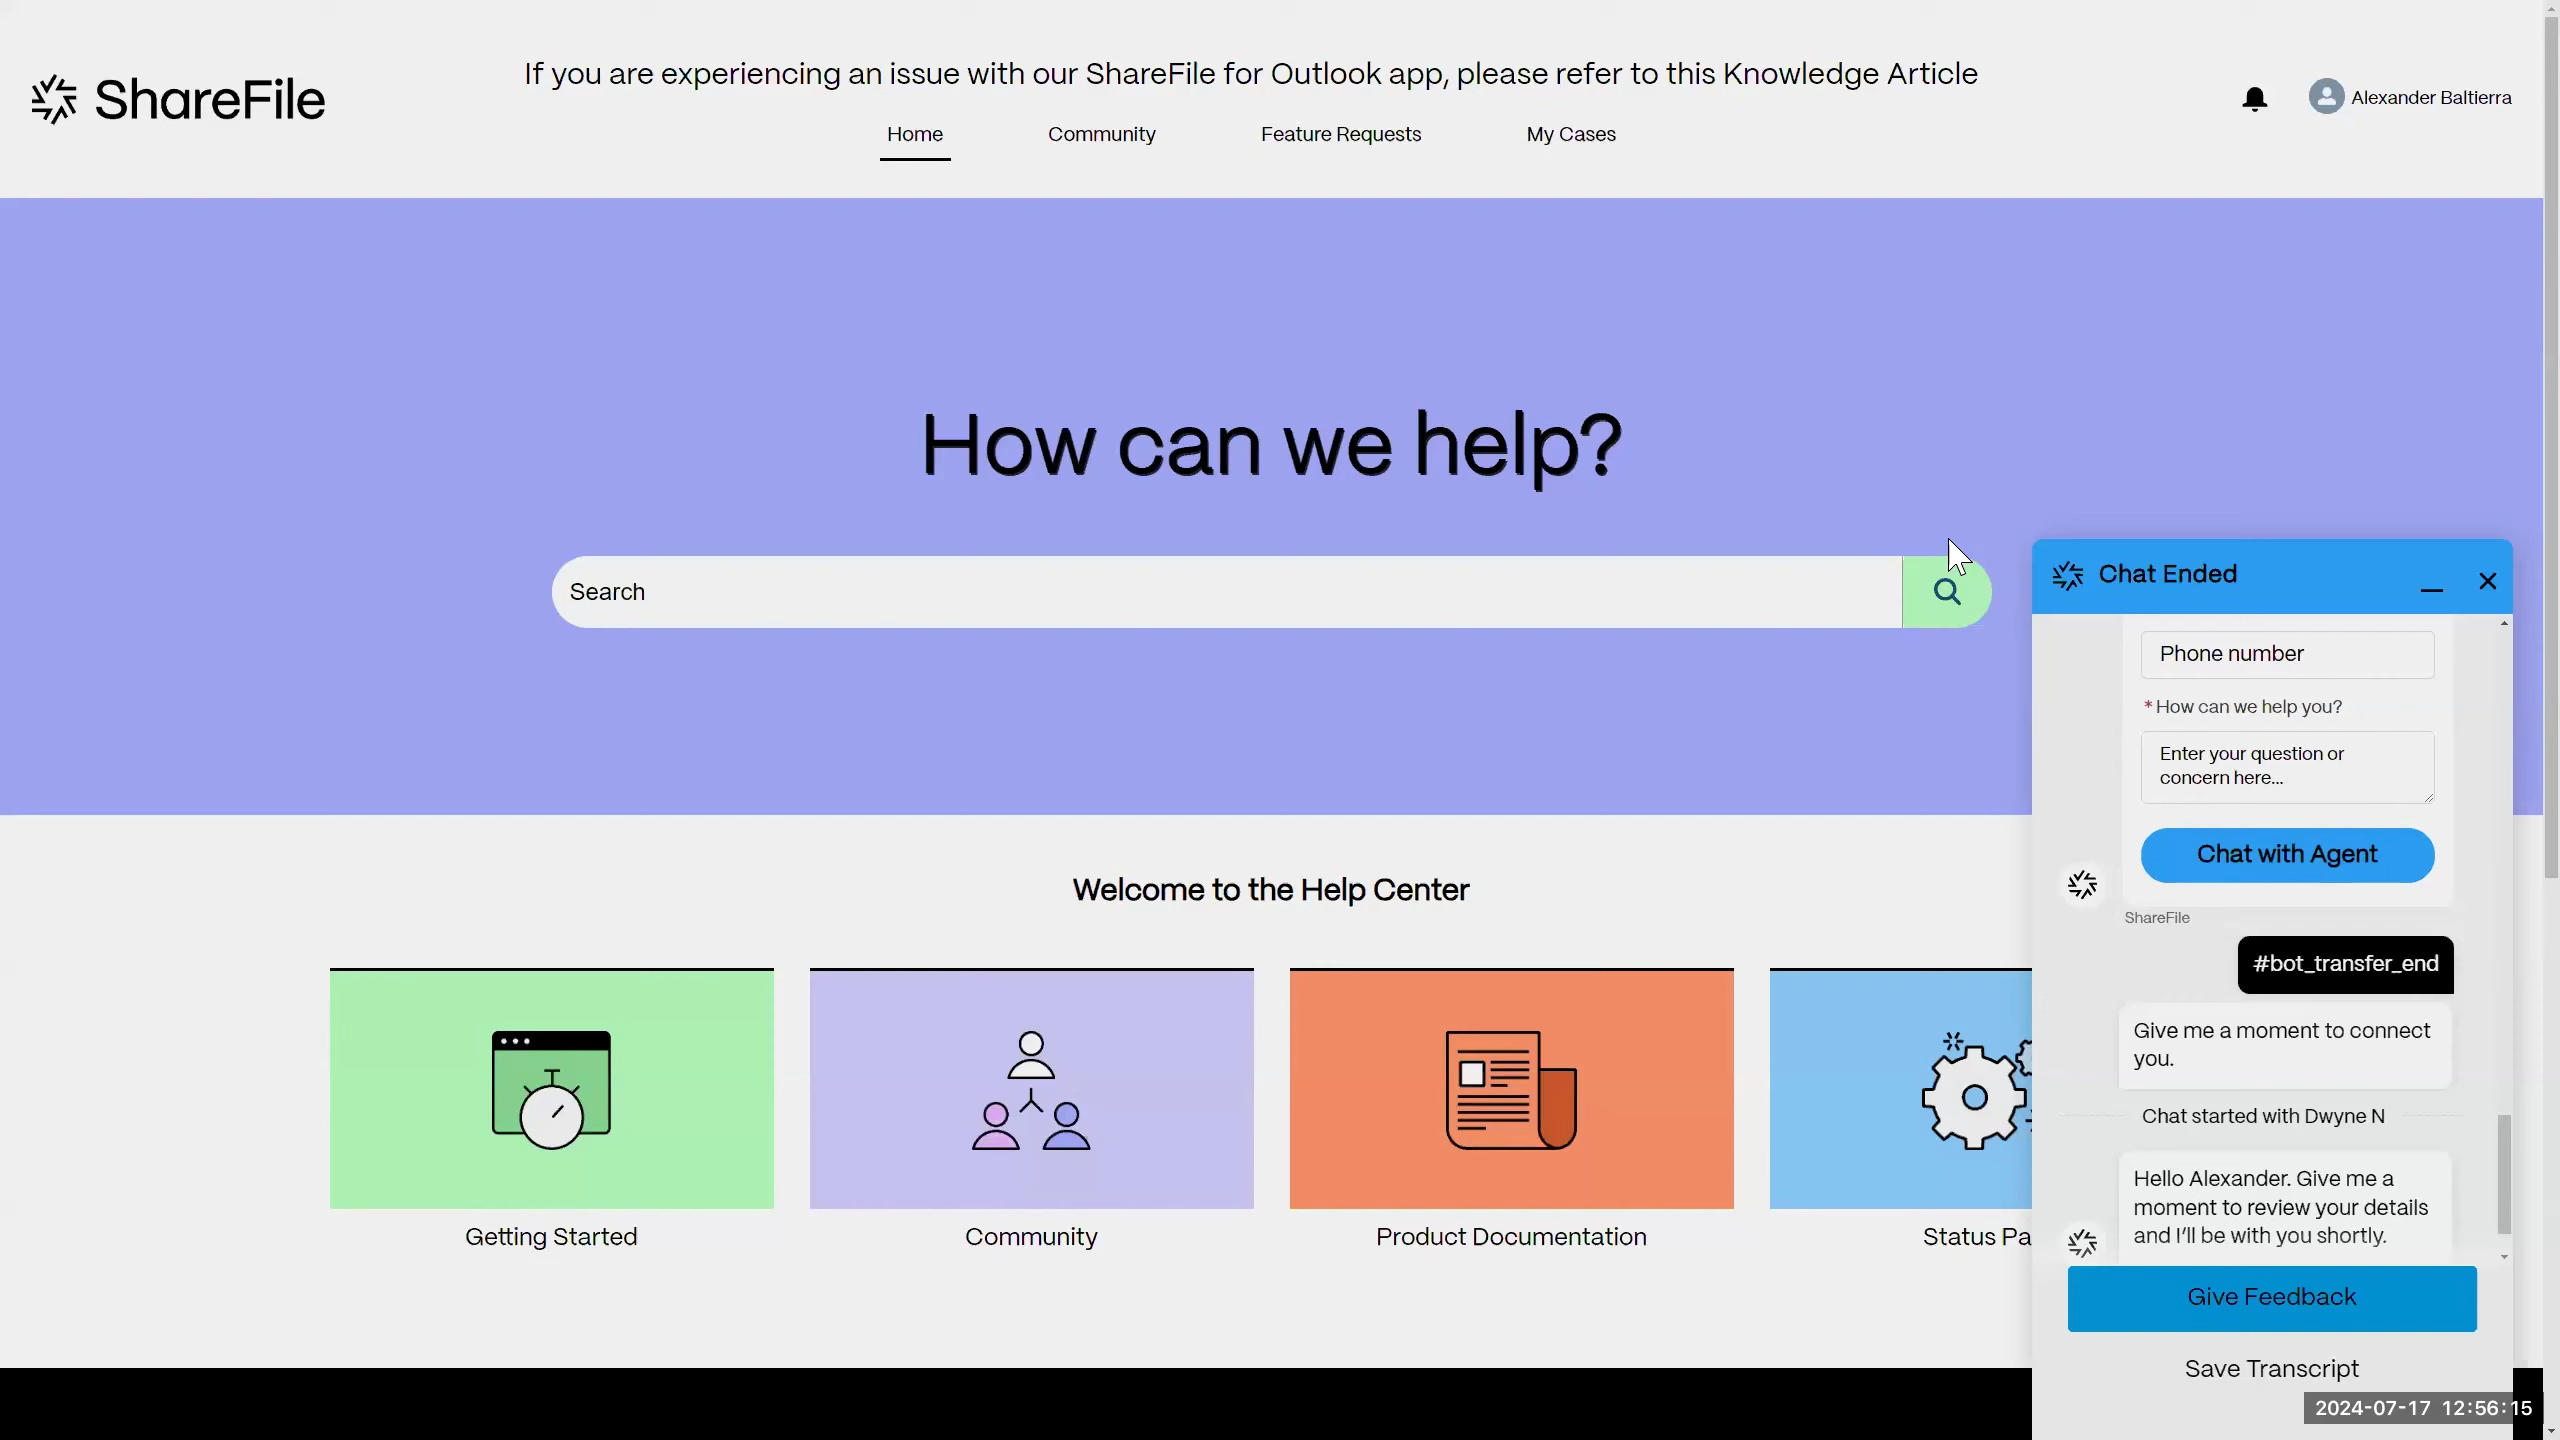 If you are experiencing an issue with our ShareFile for Outlook app, please refer to this Knowledge Article
ShareFile
Alexander Baltierra
Home
Community
Feature Requests
My Cases
How can we help?
Search
Chat Ended
Phone number
* How can we help you?
Enter your question or
concern here...
Chat with Agent
ShareFile
#bot_transfer_end
Give me a moment to connect
you.
Chat started with Dwyne N
Hello Alexander. Give me a
moment to review your details
and I'll be with you shortly.
Give Feedback
Save Transcript
Welcome to the Help Center
Getting Started
Community
Product Documentation
Status Pa
2024-07-17 12:56:15